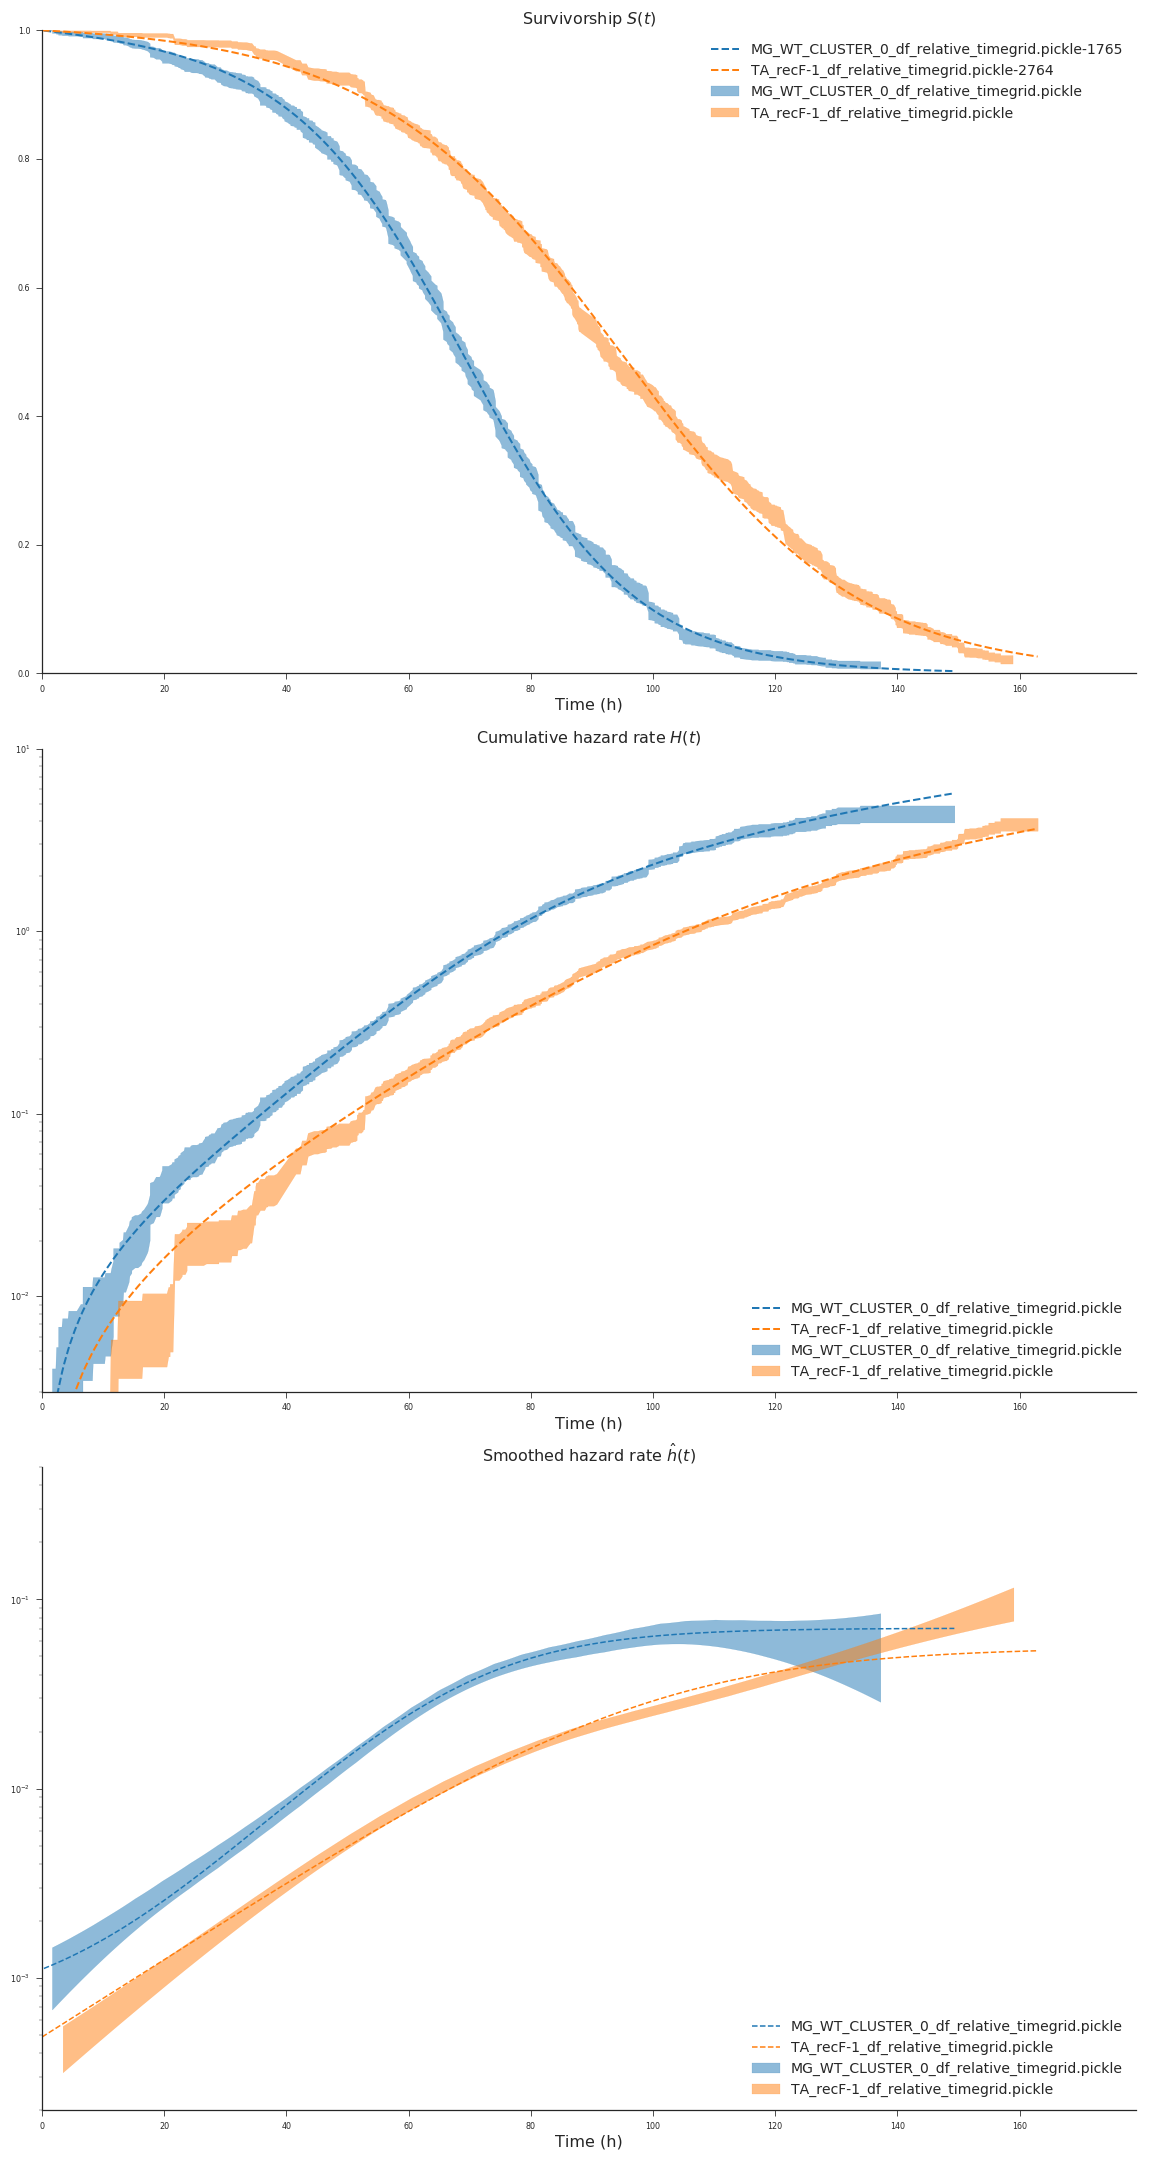 Survivorship S(t)
1.0
MG_WT_CLUSTER_0_df_relative_timegrid.pickle-1765
TA_recF-1_df_relative_timegrid.pickle-2764
MG_WT_CLUSTER_0_df_relative_timegrid.pickle
TA_recF-1_df_relative_timegrid.pickle
0.8
0.6
0.4
0.2
0.0
0 20 40 60 80 100 120 140 160
Time (h)
Cumulative hazard rate H(t)
10¹
10⁰
10⁻¹
10⁻²
MG_WT_CLUSTER_0_df_relative_timegrid.pickle
TA_recF-1_df_relative_timegrid.pickle
MG_WT_CLUSTER_0_df_relative_timegrid.pickle
TA_recF-1_df_relative_timegrid.pickle
0 20 40 60 80 100 120 140 160
Time (h)
Smoothed hazard rate ĥ(t)
10⁻¹
10⁻²
10⁻³
MG_WT_CLUSTER_0_df_relative_timegrid.pickle
TA_recF-1_df_relative_timegrid.pickle
MG_WT_CLUSTER_0_df_relative_timegrid.pickle
TA_recF-1_df_relative_timegrid.pickle
0 20 40 60 80 100 120 140 160
Time (h)